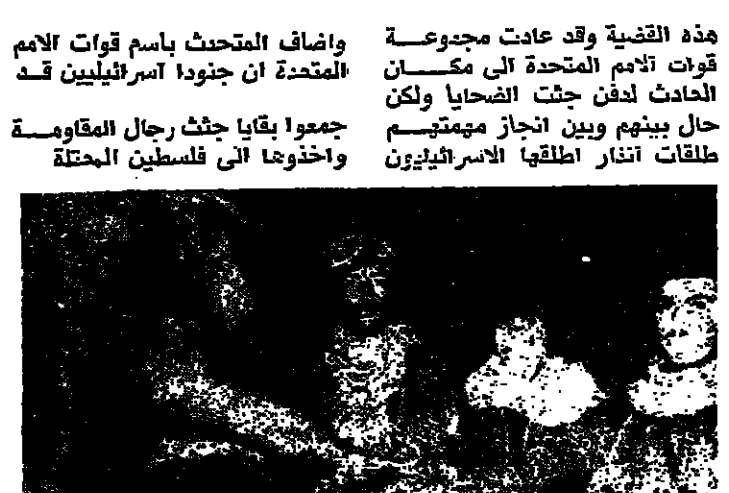 هذه القضية وقد عادت مجموعة
قوات الامم المتحدة الى مكان
الحادث لدفن جثث الضحايا ولكن
حال بينهم وبين انجاز مهمتهم
طلقات انذار اطلقها الاسرائيليون
واضاف المتحدث باسم قوات الامم
المتحدة ان جنودا اسرائيليين قد
جمعوا بقايا جثث رجال المقاومة
واخذوها الى فلسطين المحتلة